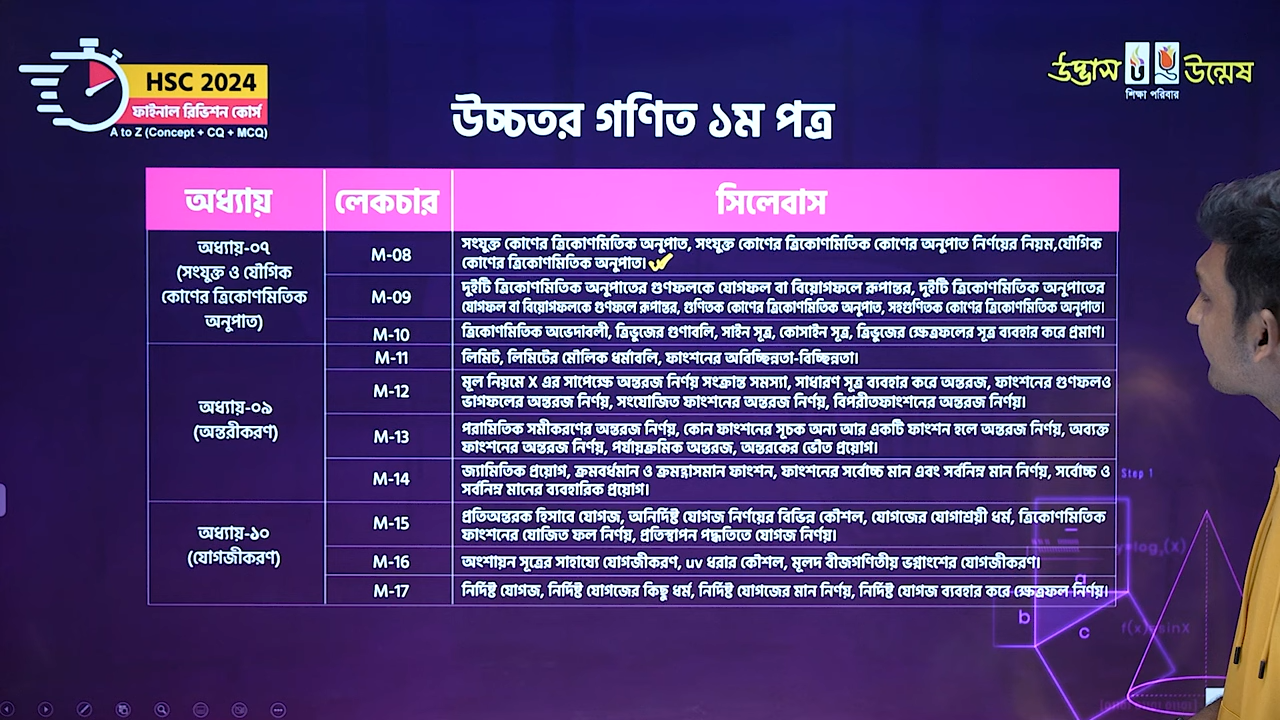 HSC 2024
ফাইনাল রিভিশন কোর্স
A to Z (Concept + CQ + MCQ)
উদ্ভাস উন্মেষ
শিক্ষা পরিবার
উচ্চতর গণিত ১ম পত্র
অধ্যায় লেকচার সিলেবাস
অধ্যায়-০৭
(সংযুক্ত ও যৌগিক
কোণের ত্রিকোণমিতিক
অনুপাত)
M-08
সংযুক্ত কোণের ত্রিকোণমিতিক অনুপাত, সংযুক্ত কোণের ত্রিকোণমিতিক কোণের অনুপাত নির্ণয়ের নিয়ম,যৌগিক
কোণের ত্রিকোণমিতিক অনুপাত।
M-09
দুইটি ত্রিকোণমিতিক অনুপাতের গুণফলকে যোগফল বা বিয়োগফলে রূপান্তর, দুইটি ত্রিকোণমিতিক অনুপাতের
যোগফল বা বিয়োগফলকে গুণফলে রূপান্তর, গুণিতক কোণের ত্রিকোণমিতিক অনুপাত, সহগুণিতক কোণের ত্রিকোণমিতিক অনুপাত।
M-10
ত্রিকোণমিতিক অভেদাবলী, ত্রিভুজের গুণাবলি, সাইন সূত্র, কোসাইন সূত্র, ত্রিভুজের ক্ষেত্রফলের সূত্র ব্যবহার করে প্রমাণ।
অধ্যায়-০৯
(অন্তরীকরণ)
M-11
লিমিট, লিমিটের মৌলিক ধর্মাবলি, ফাংশনের অবিচ্ছিন্নতা-বিচ্ছিন্নতা।
M-12
মূল নিয়মে X এর সাপেক্ষে অন্তরজ নির্ণয় সংক্রান্ত সমস্যা, সাধারণ সূত্র ব্যবহার করে অন্তরজ, ফাংশনের গুণফলও
ভাগফলের অন্তরজ নির্ণয়, সংযোজিত ফাংশনের অন্তরজ নির্ণয়, বিপরীতফাংশনের অন্তরজ নির্ণয়।
M-13
পরামিতিক সমীকরণের অন্তরজ নির্ণয়, কোন ফাংশনের সূচক অন্য আর একটি ফাংশন হলে অন্তরজ নির্ণয়, অব্যক্ত
ফাংশনের অন্তরজ নির্ণয়, পর্যায়ক্রমিক অন্তরজ, অন্তরকের ভৌত প্রয়োগ।
M-14
জ্যামিতিক প্রয়োগ, ক্রমবর্ধমান ও ক্রমহ্রাসমান ফাংশন, ফাংশনের সর্বোচ্চ মান এবং সর্বনিম্ন মান নির্ণয়, সর্বোচ্চ ও
সর্বনিম্ন মানের ব্যবহারিক প্রয়োগ।
অধ্যায়-১০
(যোগজীকরণ)
M-15
প্রতিঅন্তরক হিসাবে যোগজ, অনির্দিষ্ট যোগজ নির্ণয়ের বিভিন্ন কৌশল, যোগজের যোগাশ্রয়ী ধর্ম, ত্রিকোণমিতিক
ফাংশনের যোজিত ফল নির্ণয়, প্রতিস্থাপন পদ্ধতিতে যোগজ নির্ণয়।
M-16
অংশায়ন সূত্রের সাহায্যে যোগজীকরণ, uv ধরার কৌশল, মূলদ বীজগণিতীয় ভগ্নাংশের যোগজীকরণ।
M-17
নির্দিষ্ট যোগজ, নির্দিষ্ট যোগজের কিছু ধর্ম, নির্দিষ্ট যোগজের মান নির্ণয়, নির্দিষ্ট যোগজ ব্যবহার করে ক্ষেত্রফল নির্ণয়।
Step 1
a
b
c